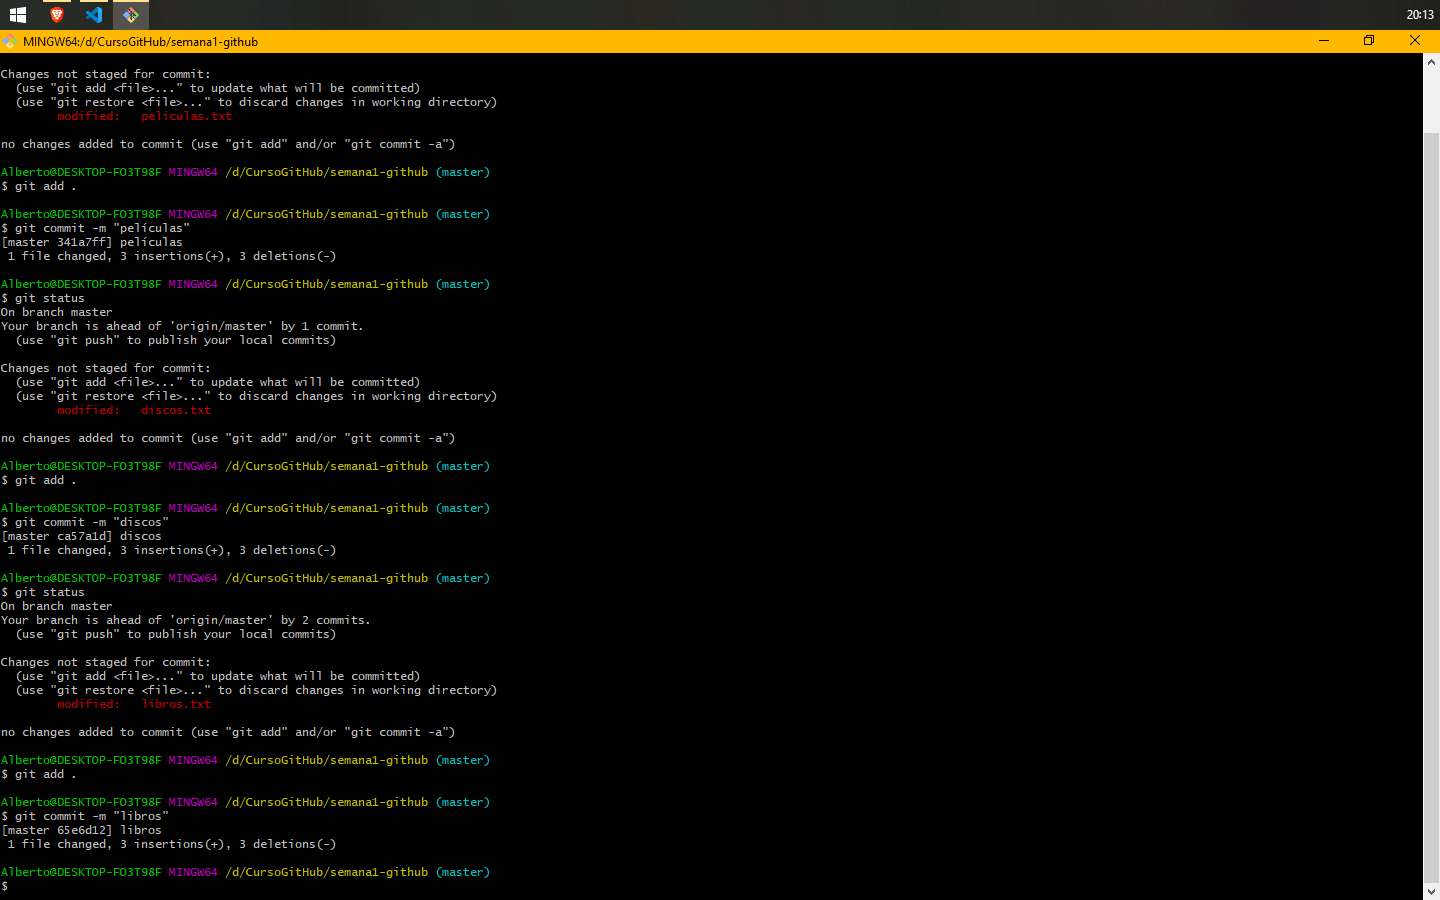 20:13
MINGW64:/d/CursoGitHub/semana1-github
Changes not staged for commit:
  (use "git add <file>..." to update what will be committed)
  (use "git restore <file>..." to discard changes in working directory)
        modified:   peliculas.txt
no changes added to commit (use "git add" and/or "git commit -a")
Alberto@DESKTOP-FO3T98F MINGW64 /d/CursoGitHub/semana1-github (master)
$ git add .
Alberto@DESKTOP-FO3T98F MINGW64 /d/CursoGitHub/semana1-github (master)
$ git commit -m "películas"
[master 341a7ff] películas
 1 file changed, 3 insertions(+), 3 deletions(-)
Alberto@DESKTOP-FO3T98F MINGW64 /d/CursoGitHub/semana1-github (master)
$ git status
On branch master
Your branch is ahead of 'origin/master' by 1 commit.
  (use "git push" to publish your local commits)
Changes not staged for commit:
  (use "git add <file>..." to update what will be committed)
  (use "git restore <file>..." to discard changes in working directory)
        modified:   discos.txt
no changes added to commit (use "git add" and/or "git commit -a")
Alberto@DESKTOP-FO3T98F MINGW64 /d/CursoGitHub/semana1-github (master)
$ git add .
Alberto@DESKTOP-FO3T98F MINGW64 /d/CursoGitHub/semana1-github (master)
$ git commit -m "discos"
[master ca57a1d] discos
 1 file changed, 3 insertions(+), 3 deletions(-)
Alberto@DESKTOP-FO3T98F MINGW64 /d/CursoGitHub/semana1-github (master)
$ git status
On branch master
Your branch is ahead of 'origin/master' by 2 commits.
  (use "git push" to publish your local commits)
Changes not staged for commit:
  (use "git add <file>..." to update what will be committed)
  (use "git restore <file>..." to discard changes in working directory)
        modified:   libros.txt
no changes added to commit (use "git add" and/or "git commit -a")
Alberto@DESKTOP-FO3T98F MINGW64 /d/CursoGitHub/semana1-github (master)
$ git add .
Alberto@DESKTOP-FO3T98F MINGW64 /d/CursoGitHub/semana1-github (master)
$ git commit -m "libros"
[master 65e6d12] libros
 1 file changed, 3 insertions(+), 3 deletions(-)
Alberto@DESKTOP-FO3T98F MINGW64 /d/CursoGitHub/semana1-github (master)
$